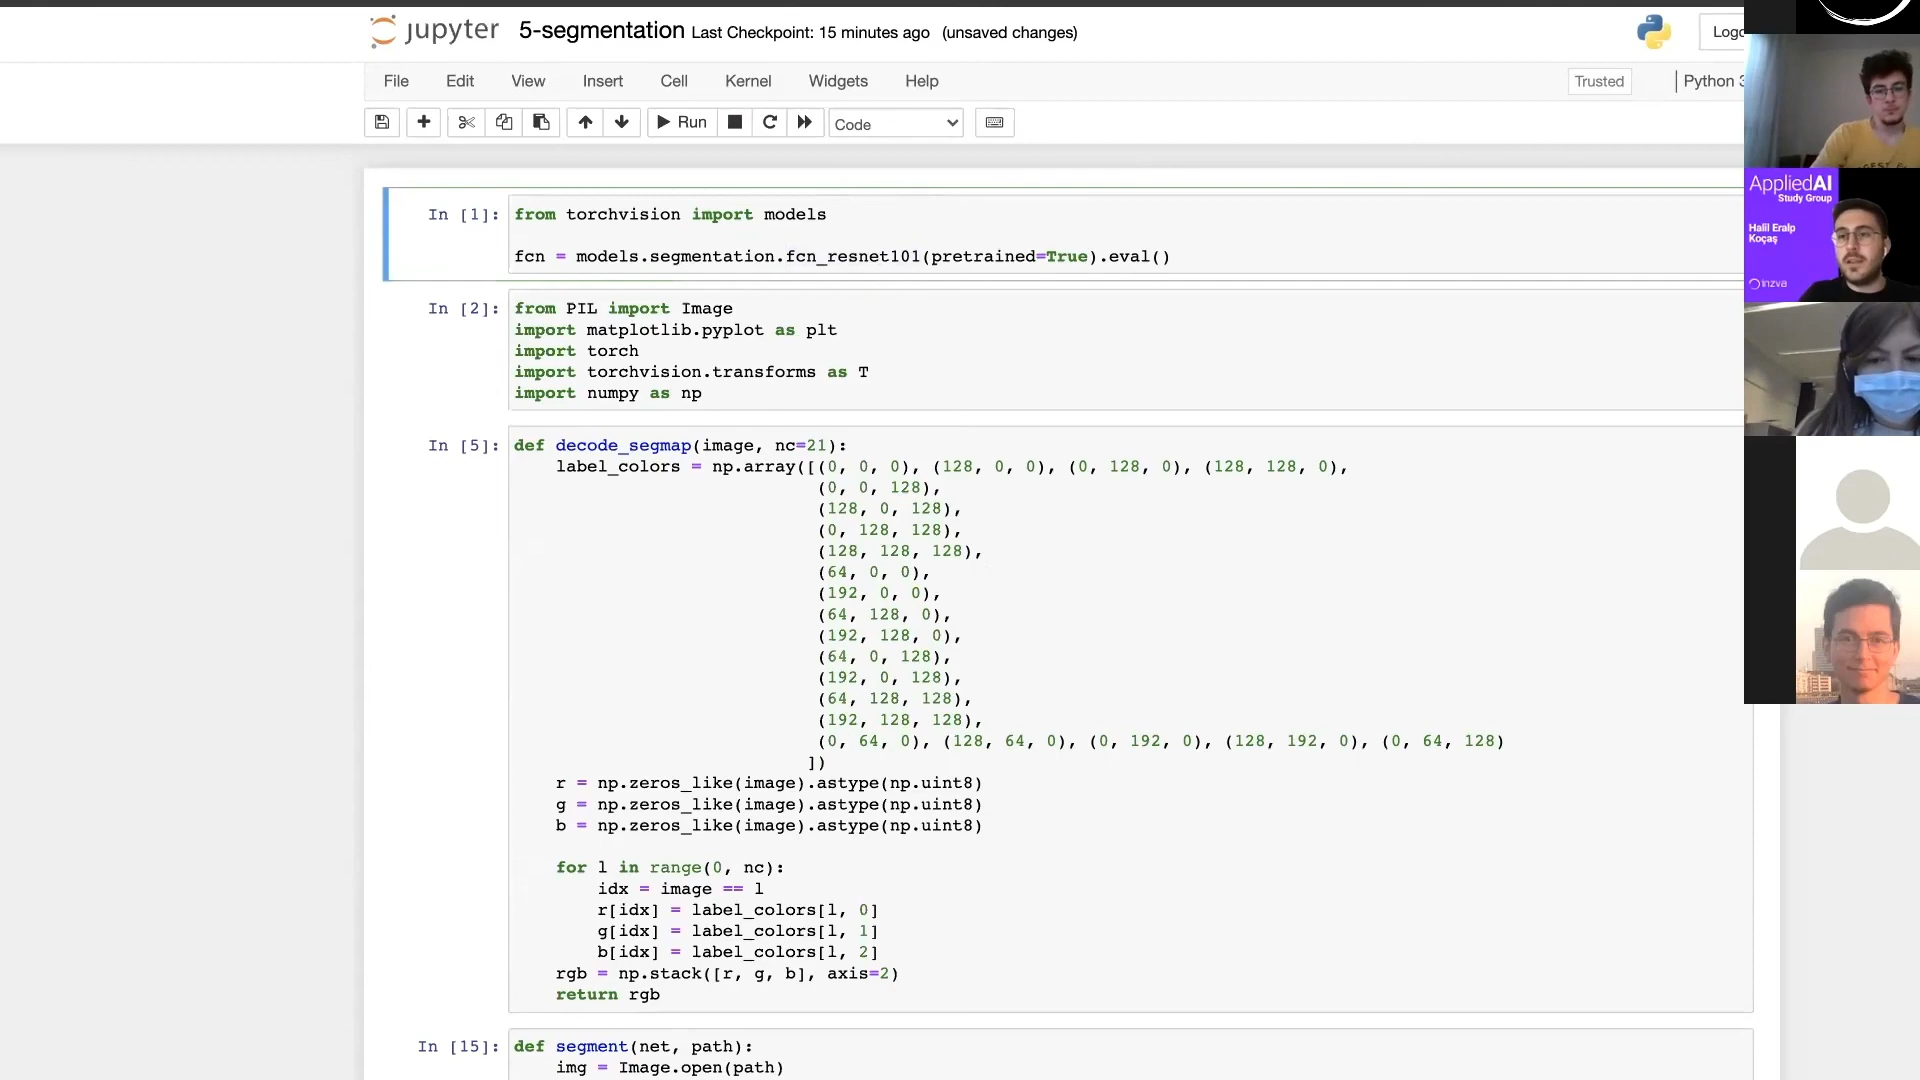 jupyter 5-segmentation Last Checkpoint: 15 minutes ago (unsaved changes)
File Edit View Insert Cell Kernel Widgets Help
Trusted
Python 3
Run
Code
In [1]: from torchvision import models
fcn = models.segmentation.fcn_resnet101(pretrained=True).eval()
In [2]: from PIL import Image
import matplotlib.pyplot as plt
import torch
import torchvision.transforms as T
import numpy as np
In [5]: def decode_segmap(image, nc=21):
label_colors = np.array([(0, 0, 0), (128, 0, 0), (0, 128, 0), (128, 128, 0),
(0, 0, 128),
(128, 0, 128),
(0, 128, 128),
(128, 128, 128),
(64, 0, 0),
(192, 0, 0),
(64, 128, 0),
(192, 128, 0),
(64, 0, 128),
(192, 0, 128),
(64, 128, 128),
(192, 128, 128),
(0, 64, 0), (128, 64, 0), (0, 192, 0), (128, 192, 0), (0, 64, 128)
])
r = np.zeros_like(image).astype(np.uint8)
g = np.zeros_like(image).astype(np.uint8)
b = np.zeros_like(image).astype(np.uint8)
for l in range(0, nc):
idx = image == l
r[idx] = label_colors[l, 0]
g[idx] = label_colors[l, 1]
b[idx] = label_colors[l, 2]
rgb = np.stack([r, g, b], axis=2)
return rgb
In [15]: def segment(net, path):
img = Image.open(path)
AppliedAI
Study Group
Halil Eralp
Koçaş
inzva